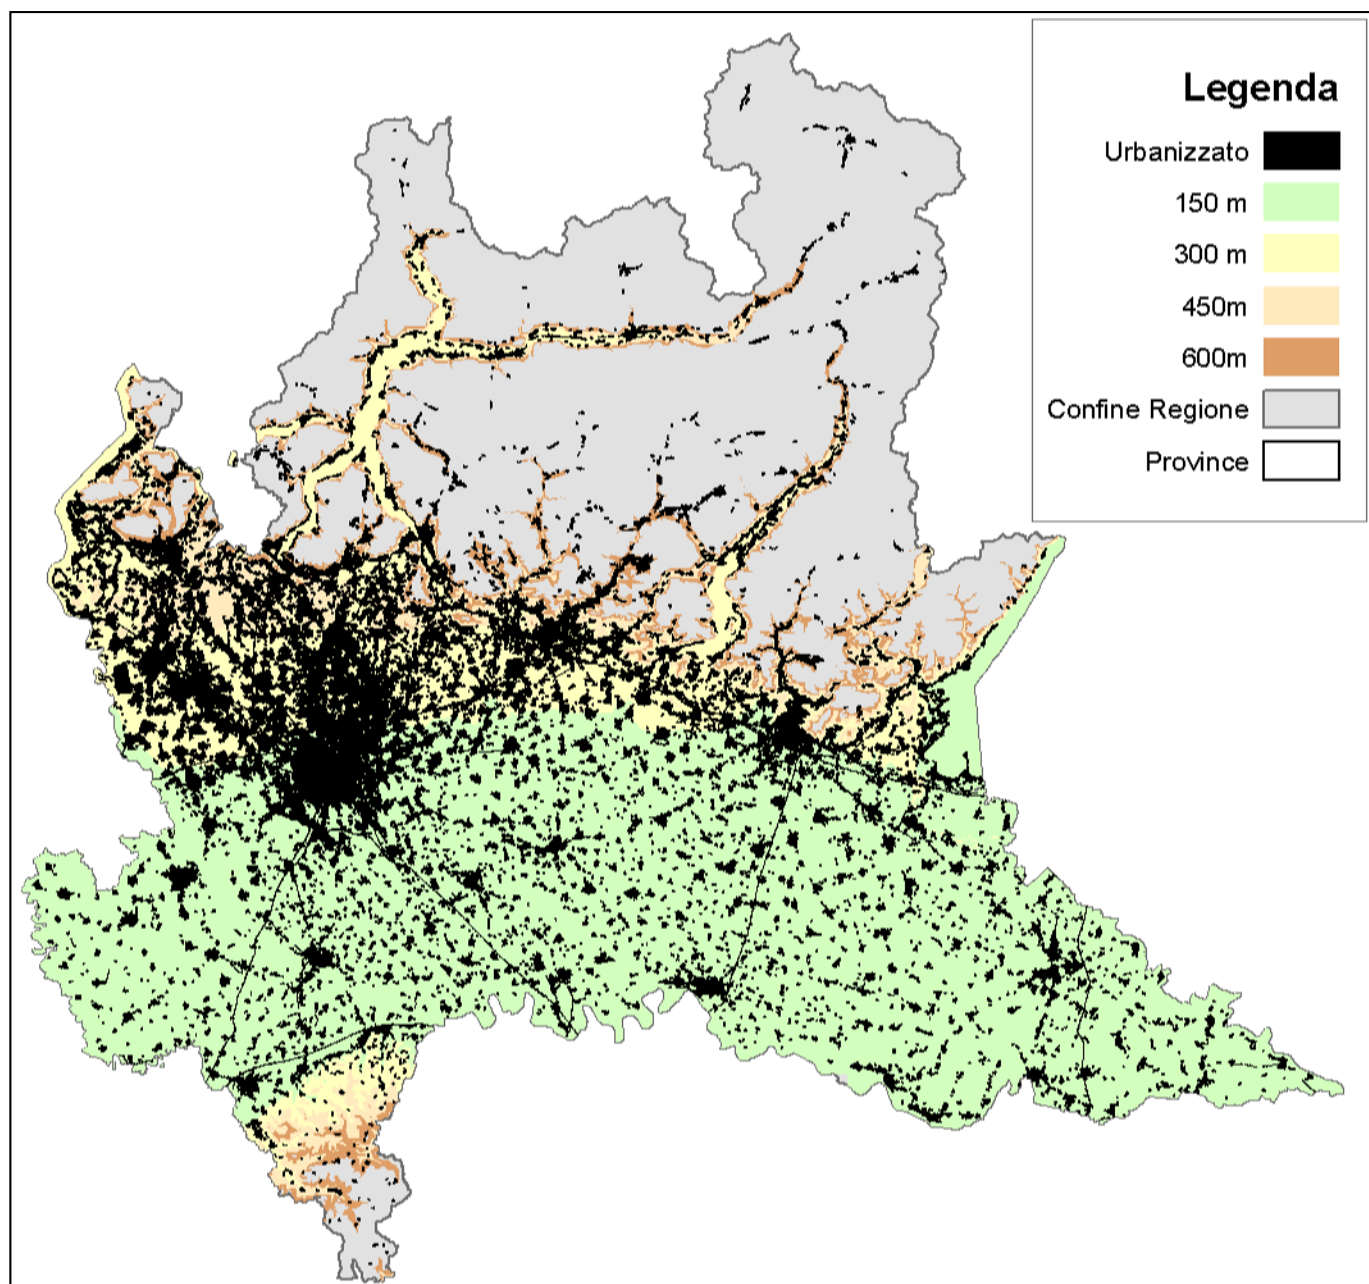 Legenda
Urbanizzato
150 m
300 m
450m
600m
Confine Regione
Province